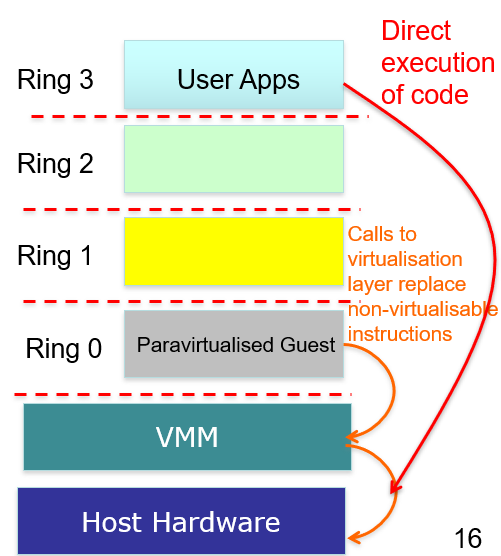 Direct
execution
of code
Ring 3
User Apps
Ring 2
Ring 1
Calls to
virtualisation
layer replace
non-virtualisable
instructions
Ring 0
Paravirtualised Guest
VMM
Host Hardware
16